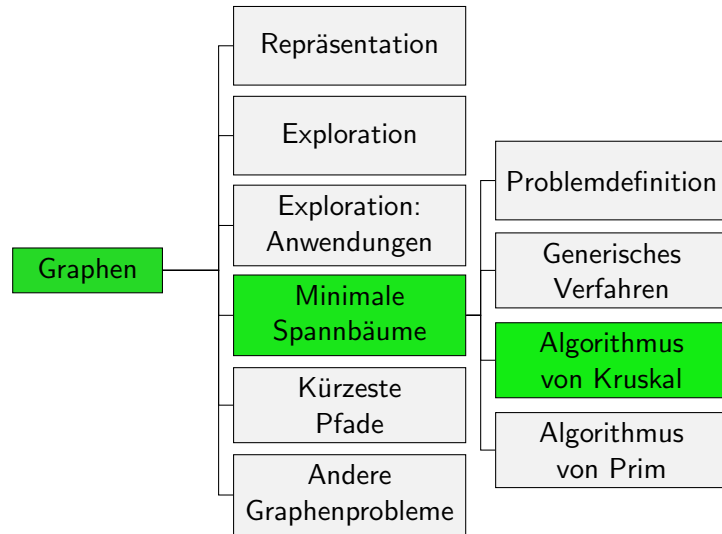 Graphen
Repräsentation
Exploration
Exploration:
Anwendungen
Minimale
Spannbäume
Kürzeste
Pfade
Andere
Graphenprobleme
Problemdefinition
Generisches
Verfahren
Algorithmus
von Kruskal
Algorithmus
von Prim